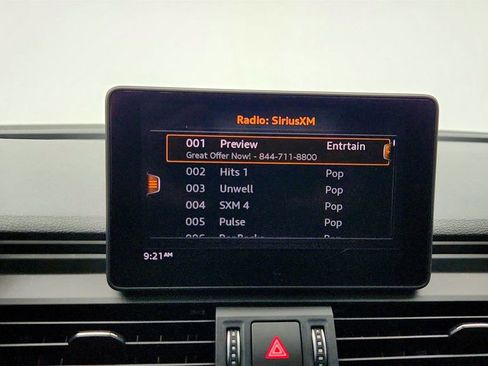 Radio: SiriusXM
001 Preview Entrtain
Great Offer Now! - 844-711-8800
002 Hits 1 Pop
003 Unwell Pop
004 SXM 4 Pop
005 Pulse Pop
9:21AM